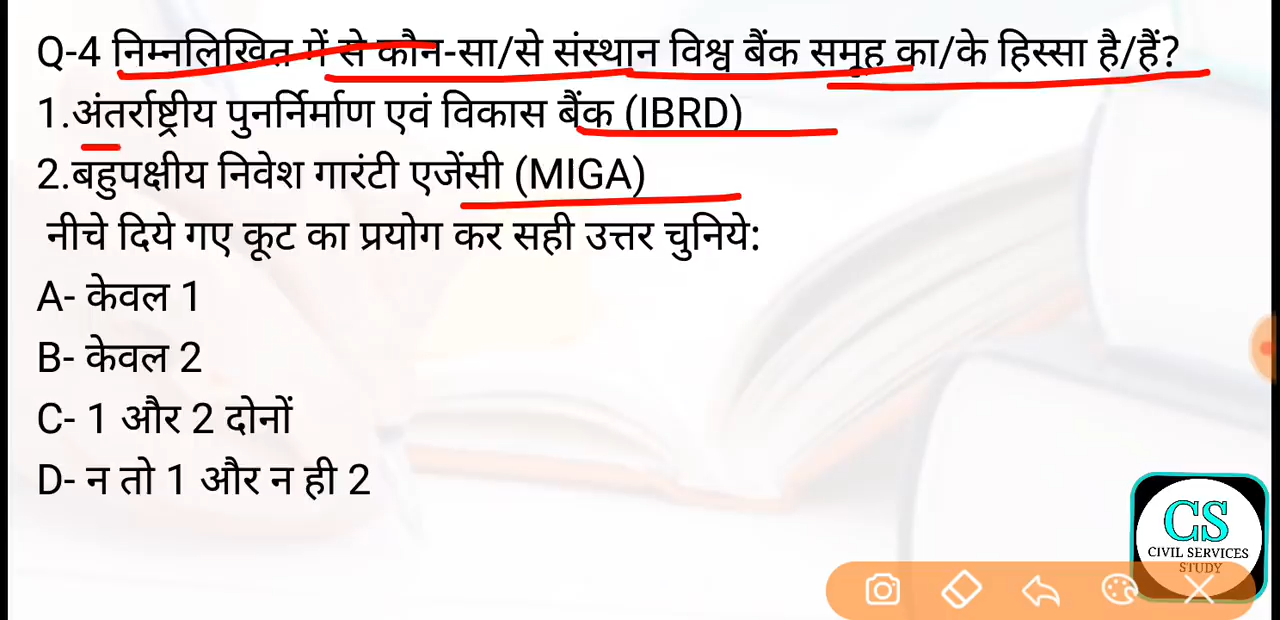 Q-4 निम्नलिखित में से कौन-सा/से संस्थान विश्व बैंक समूह का/के हिस्सा है/हैं?
1.अंतर्राष्ट्रीय पुनर्निर्माण एवं विकास बैंक (IBRD)
2.बहुपक्षीय निवेश गारंटी एजेंसी (MIGA)
नीचे दिये गए कूट का प्रयोग कर सही उत्तर चुनिये:
A- केवल 1
B- केवल 2
C- 1 और 2 दोनों
D- न तो 1 और न ही 2
CS
CIVIL SERVICES
STUDY